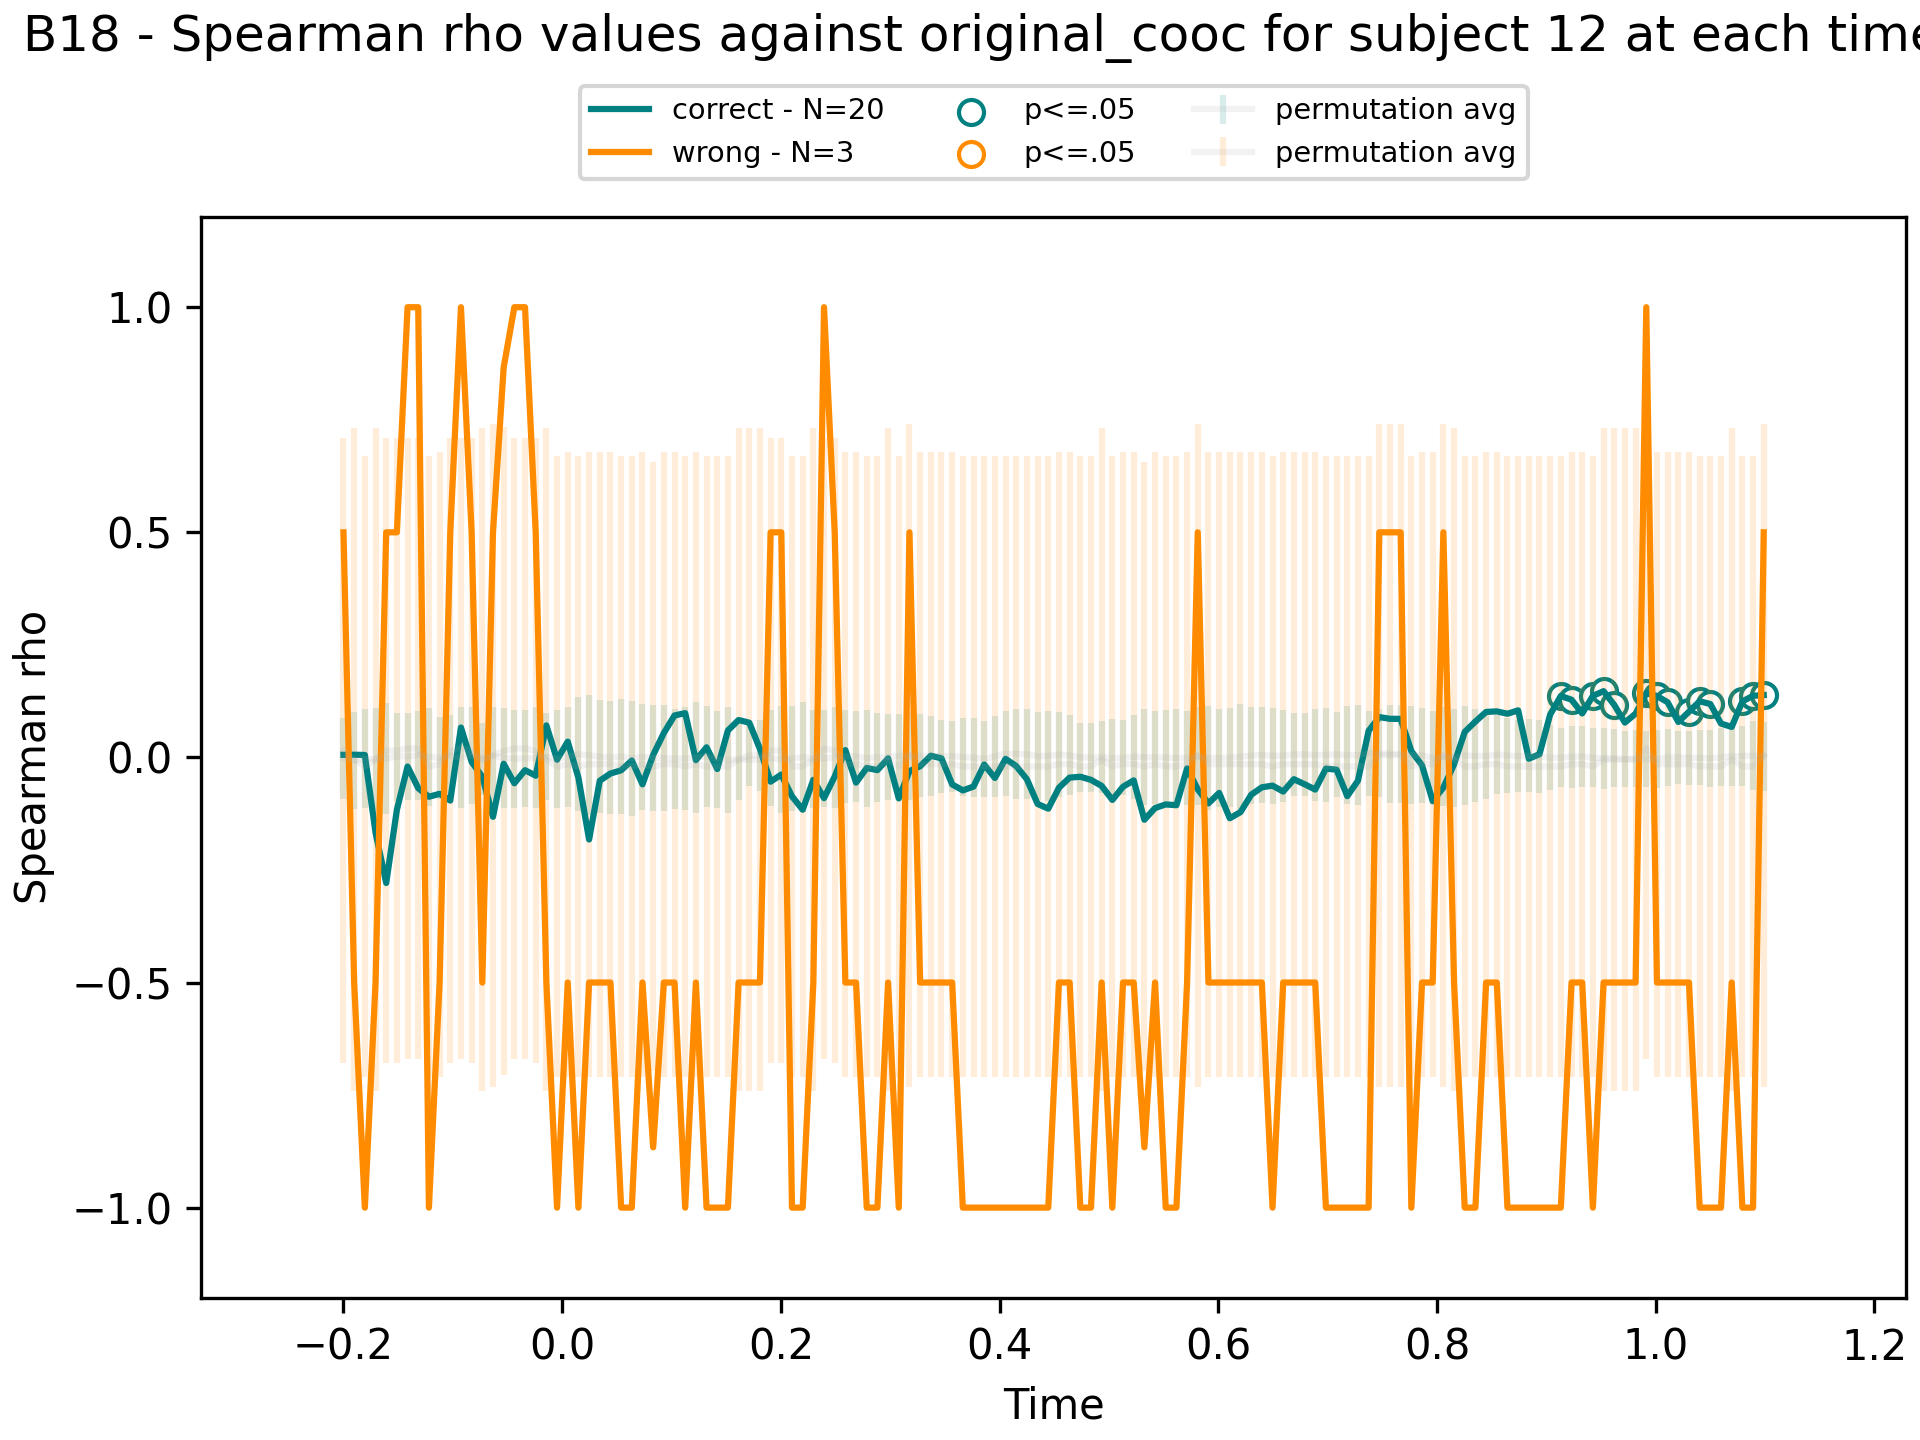 B18 - Spearman rho values against original_cooc for subject 12 at each time
correct - N=20 p<=.05 permutation avg
wrong - N=3 p<=.05 permutation avg
1.0
0.5
0.0
−0.5
−1.0
Spearman rho
−0.2 0.0 0.2 0.4 0.6 0.8 1.0 1.2
Time